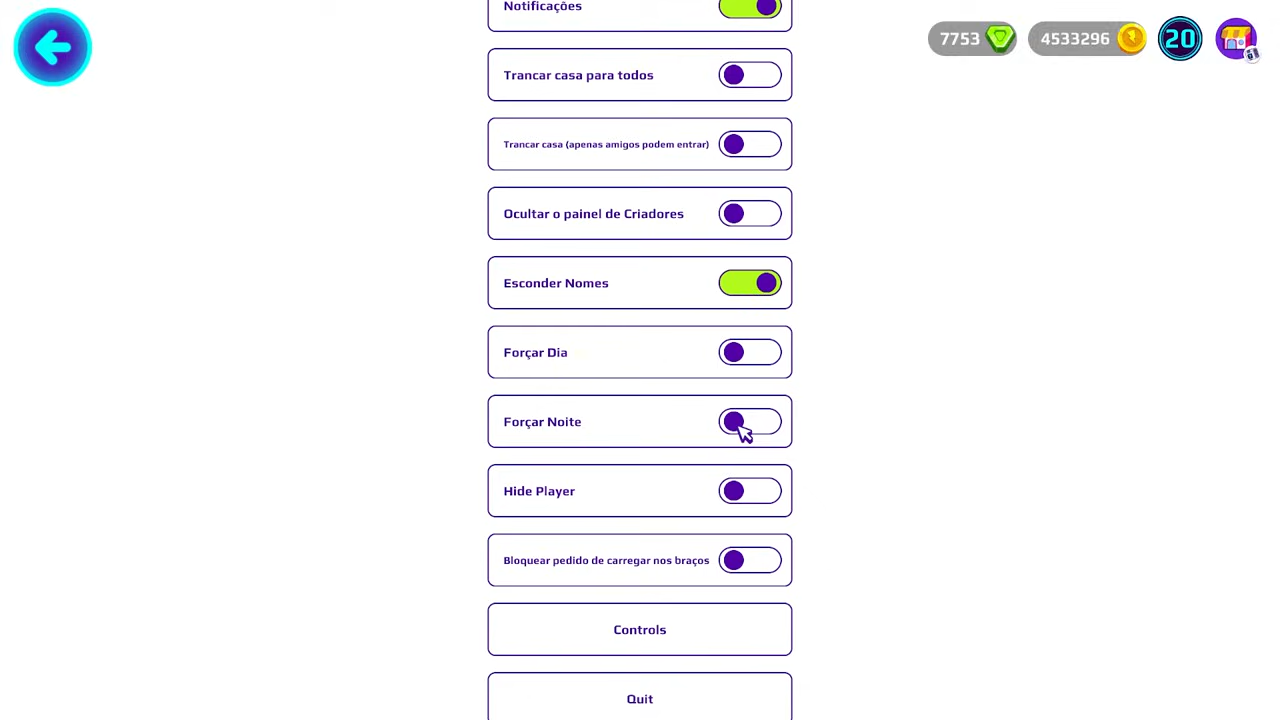 Notificações
7753
4533296
20
Trancar casa para todos
Trancar casa (apenas amigos podem entrar)
Ocultar o painel de Criadores
Esconder Nomes
Forçar Dia
Forçar Noite
Hide Player
Bloquear pedido de carregar nos braços
Controls
Quit